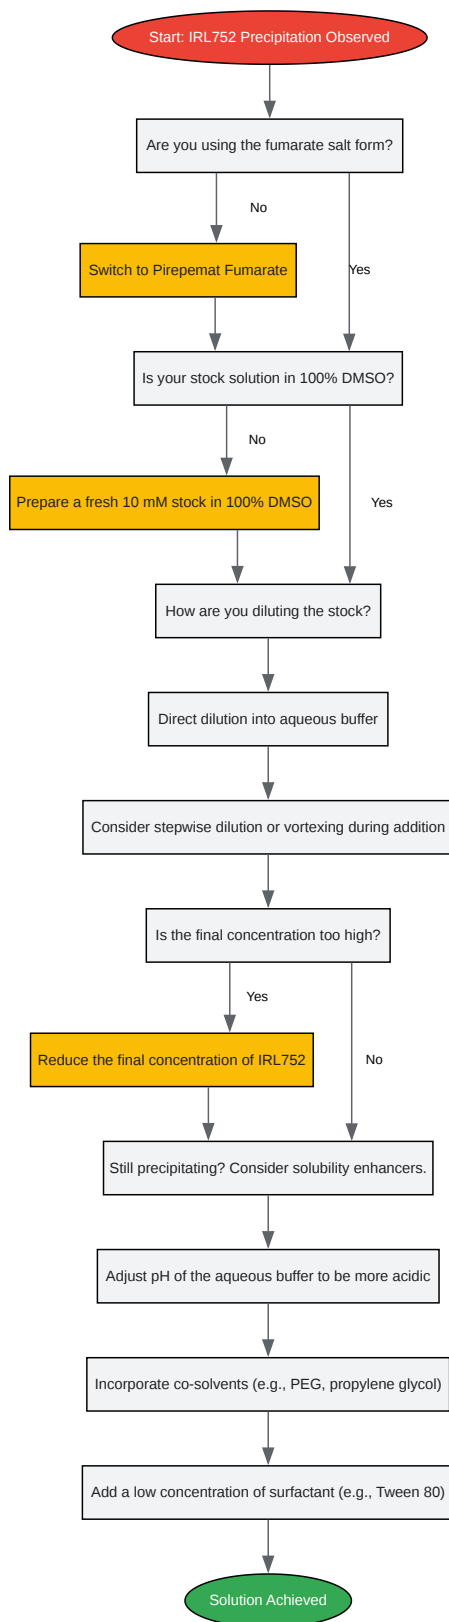 Start: IRL752 Precipitation Observed
Are you using the fumarate salt form?
No
Switch to Pirepemat Fumarate
Yes
Is your stock solution in 100% DMSO?
No
Prepare a fresh 10 mM stock in 100% DMSO
Yes
How are you diluting the stock?
Direct dilution into aqueous buffer
Consider stepwise dilution or vortexing during addition
Is the final concentration too high?
Yes
Reduce the final concentration of IRL752
No
Still precipitating? Consider solubility enhancers.
Adjust pH of the aqueous buffer to be more acidic
Incorporate co-solvents (e.g., PEG, propylene glycol)
Add a low concentration of surfactant (e.g., Tween 80)
Solution Achieved